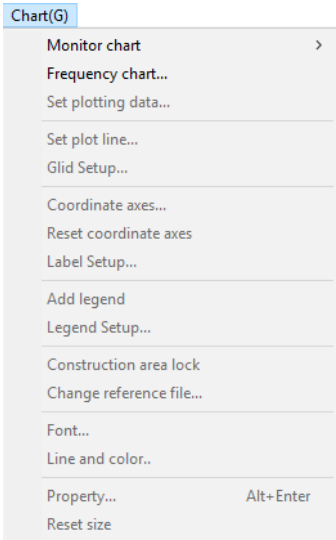 Chart(G)
Monitor chart
Frequency chart...
Set plotting data...
Set plot line...
Glid Setup...
Coordinate axes...
Reset coordinate axes
Label Setup...
Add legend
Legend Setup...
Construction area lock
Change reference file...
Font...
Line and color..
Property... Alt+Enter
Reset size